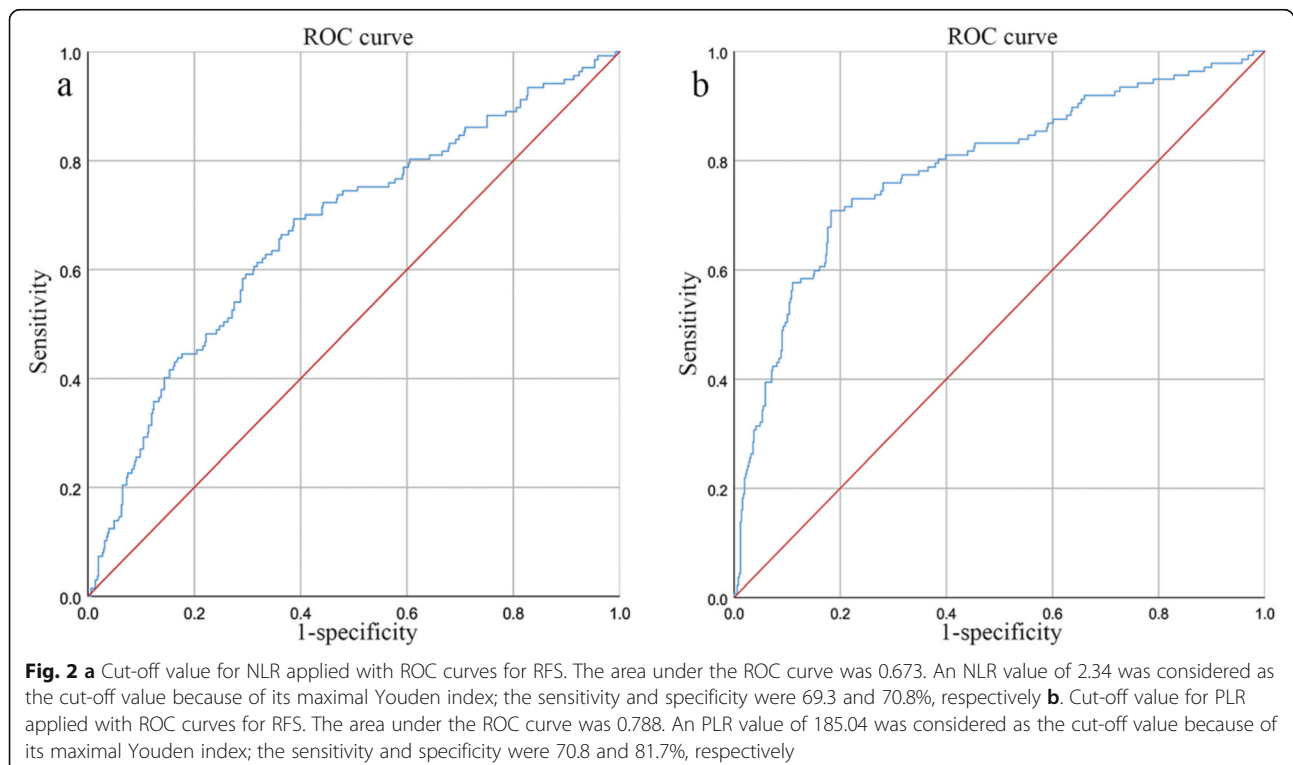 ROC curve
a
1.0
0.8
0.6
0.4
0.2
0.0
Sensitivity
0.0 0.2 0.4 0.6 0.8 1.0
1-specificity
ROC curve
b
1.0
0.8
0.6
0.4
0.2
0.0
Sensitivity
0.0 0.2 0.4 0.6 0.8 1.0
1-specificity
Fig. 2 a Cut-off value for NLR applied with ROC curves for RFS. The area under the ROC curve was 0.673. An NLR value of 2.34 was considered as
the cut-off value because of its maximal Youden index; the sensitivity and specificity were 69.3 and 70.8%, respectively b. Cut-off value for PLR
applied with ROC curves for RFS. The area under the ROC curve was 0.788. An PLR value of 185.04 was considered as the cut-off value because of
its maximal Youden index; the sensitivity and specificity were 70.8 and 81.7%, respectively